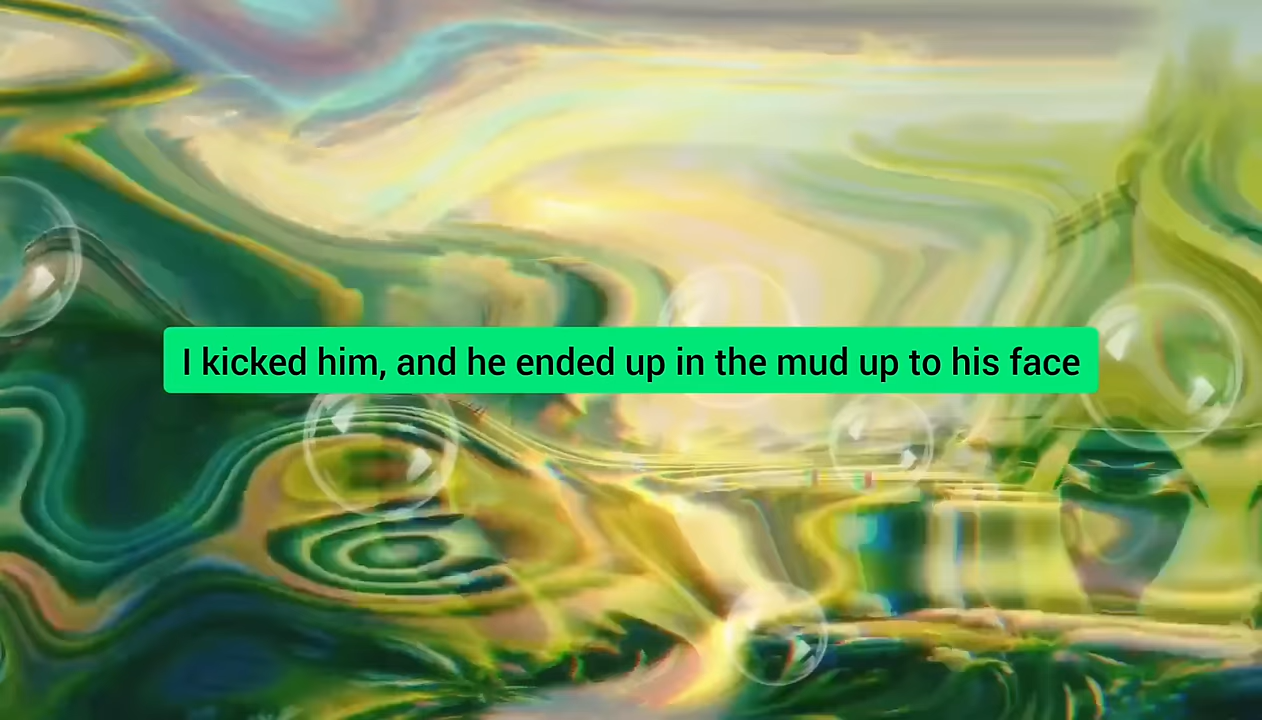 I kicked him, and he ended up in the mud up to his face